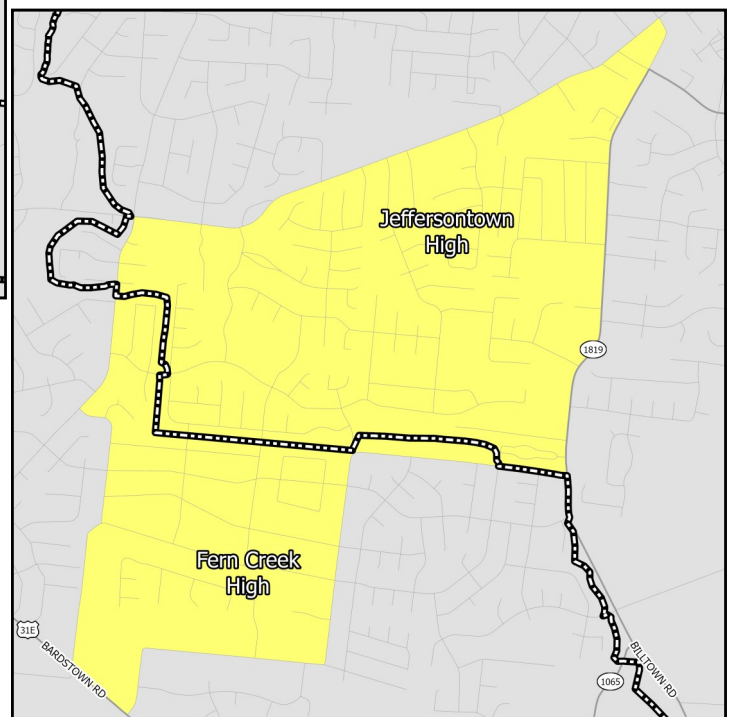 Jeffersontown
High
1819
Fern Creek
High
31E
BARDSTOWN RD
BILLTOWN RD
1065